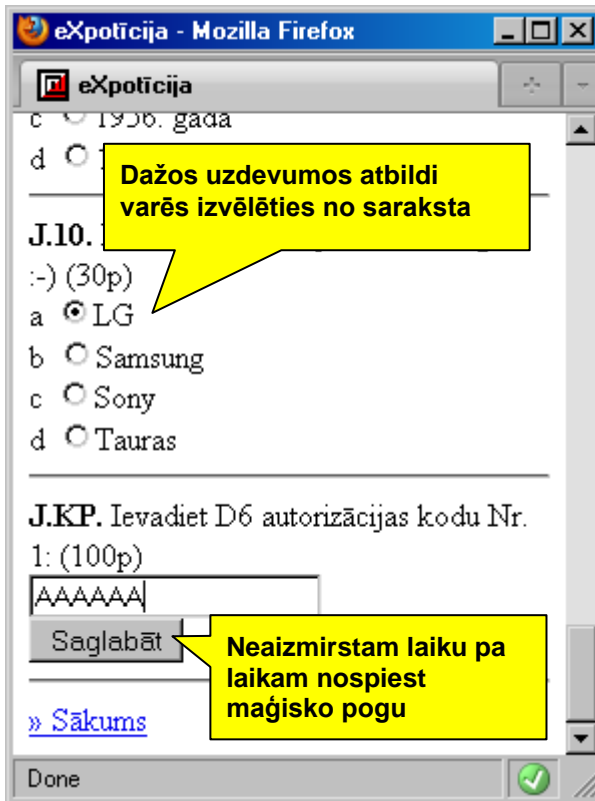 eXpotīcija - Mozilla Firefox
eXpotīcija
c 1956. gada
d
Dažos uzdevumos atbildi
varēs izvēlēties no saraksta
J.10.
:-) (30p)
a LG
b Samsung
c Sony
d Tauras
J.KP. Ievadiet D6 autorizācijas kodu Nr.
1: (100p)
AAAAAA
Saglabāt
Neaizmirstam laiku pa
laikam nospiest
maģisko pogu
» Sākums
Done